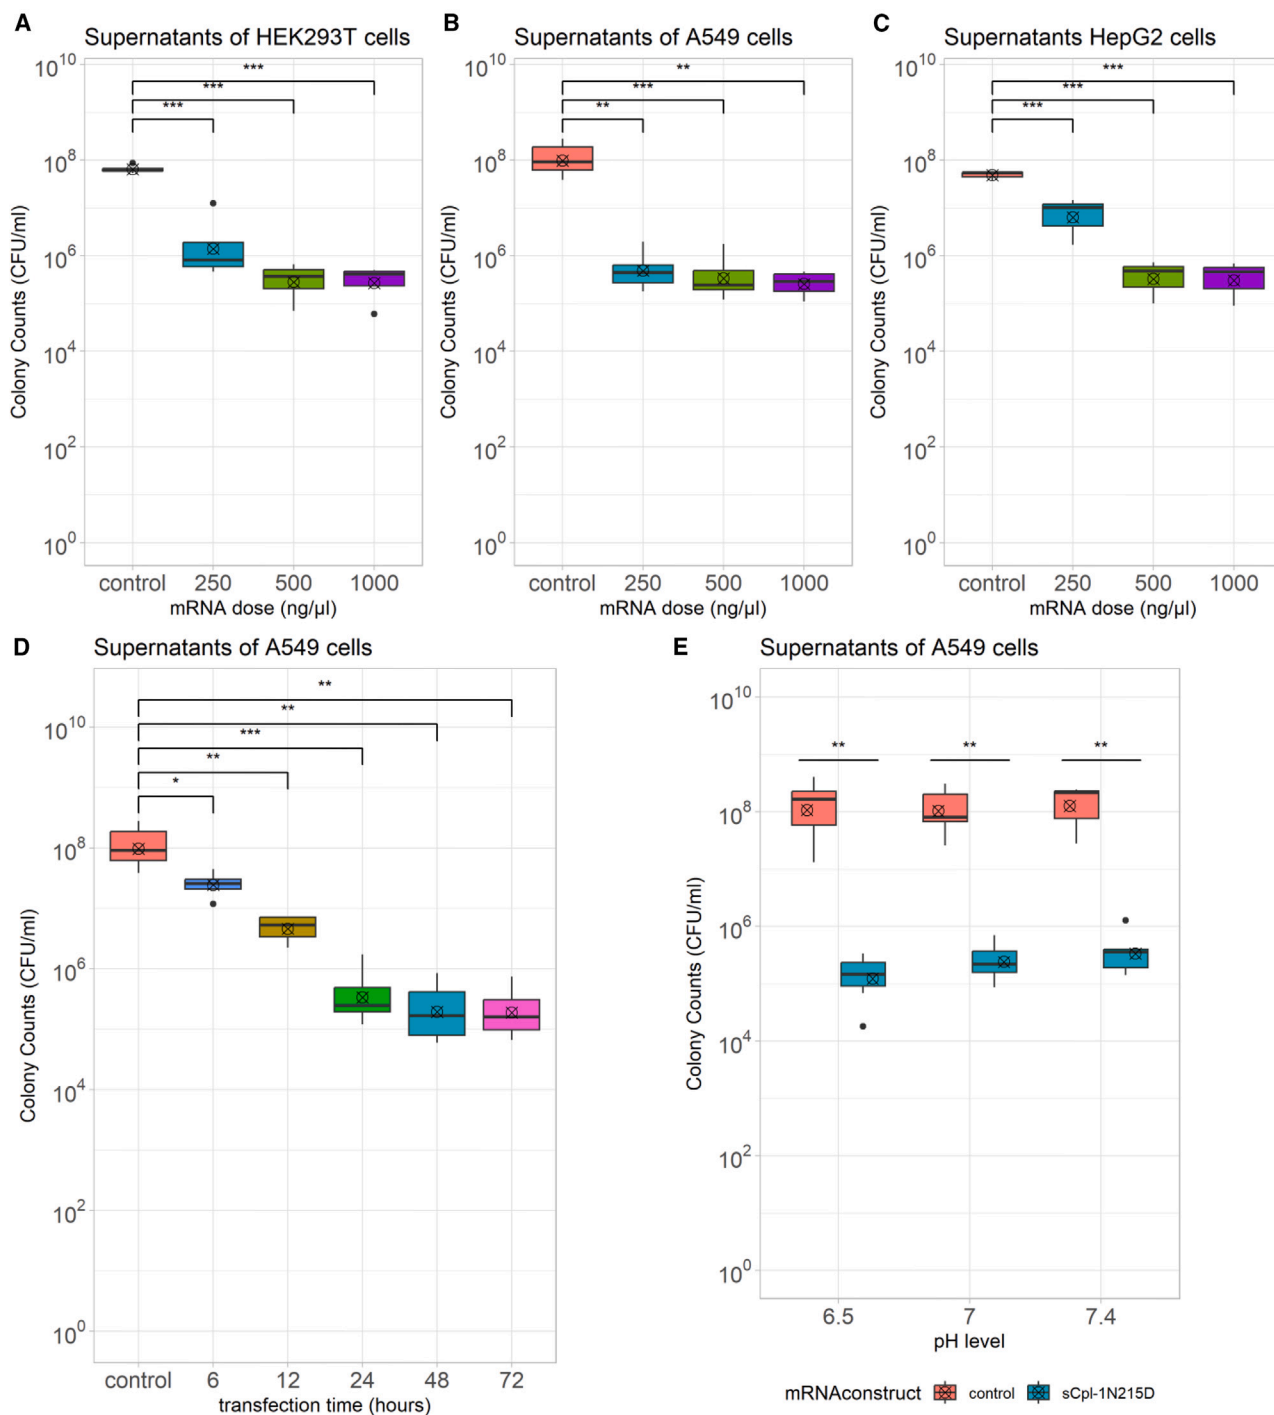 A
Supernatants of HEK293T cells
10^10
10^8
10^6
10^4
10^2
10^0
Colony Counts (CFU/ml)
***
***
***
control 250 500 1000
mRNA dose (ng/µl)
B
Supernatants of A549 cells
10^10
10^8
10^6
10^4
10^2
10^0
Colony Counts (CFU/ml)
**
***
**
control 250 500 1000
mRNA dose (ng/µl)
C
Supernatants HepG2 cells
10^10
10^8
10^6
10^4
10^2
10^0
Colony Counts (CFU/ml)
***
***
***
control 250 500 1000
mRNA dose (ng/µl)
D
Supernatants of A549 cells
10^10
10^8
10^6
10^4
10^2
10^0
Colony Counts (CFU/ml)
**
**
***
**
*
control 6 12 24 48 72
transfection time (hours)
E
Supernatants of A549 cells
10^10
10^8
10^6
10^4
10^2
10^0
Colony Counts (CFU/ml)
** ** **
6.5 7 7.4
pH level
mRNAconstruct control sCpl-1N215D